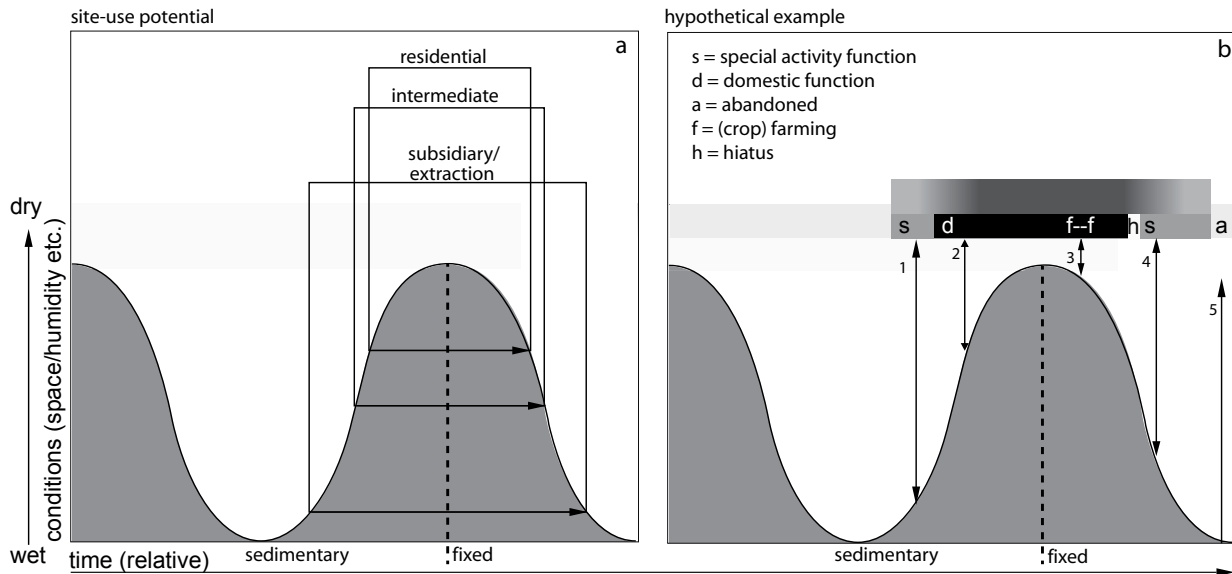 site-use potential
a
residential
intermediate
subsidiary/
extraction
dry
conditions (space/humidity etc.)
wet
time (relative)
sedimentary
fixed
hypothetical example
b
s = special activity function
d = domestic function
a = abandoned
f = (crop) farming
h = hiatus
s d f--f h s a
1 2 3 4 5
sedimentary
fixed